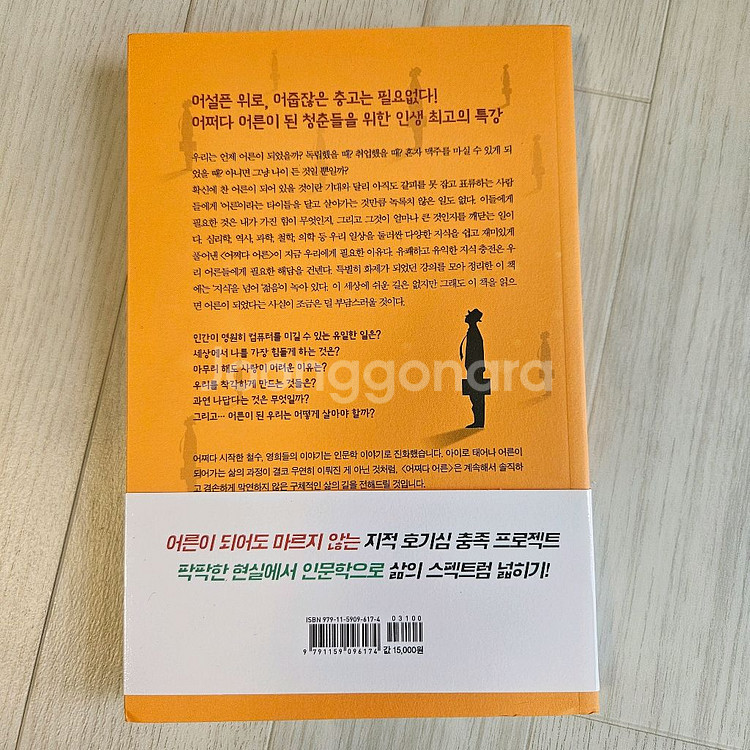 어설픈 위로, 어쭙잖은 충고는 필요없다!
어쩌다 어른이 된 청춘들을 위한 인생 최고의 특강
우리는 언제 어른이 되었을까? 독립했을 때? 취업했을 때? 혼자 맥주를 마실 수 있게 되
었을 때? 아니면 그냥 나이 든 것일 뿐일까?
확신에 찬 어른이 되어 있을 것이란 기대와 달리 아직도 갈피를 못 잡고 표류하는 사람
들에게 '어른'이라는 타이틀을 달고 살아가는 것만큼 녹록지 않은 일도 없다. 이들에게
필요한 것은 내가 가진 힘이 무엇인지, 그리고 그것이 얼마나 큰 것인지를 깨닫는 일이
다. 심리학, 역사, 과학, 철학, 의학 등 우리 일상을 둘러싼 다양한 지식을 쉽고 재미있게
풀어낸 <어쩌다 어른>이 지금 우리에게 필요한 이유다. 유쾌하고 유익한 지식 충전은 우
리 어른들에게 필요한 해답을 건넨다. 특별히 화제가 되었던 강의를 모아 정리한 이 책
에는 '지식을 넘어 '젊음'이 녹아 있다. 이 세상에 쉬운 길은 없지만 그래도 이 책을 읽으
면 어른이 되었다는 사실이 조금은 덜 부담스러울 것이다.
인간이 영원히 컴퓨터를 이길 수 있는 유일한 일은?
세상에서 나를 가장 힘들게 하는 것은?
아무리 해도 사랑이 어려운 이유는?
우리를 착각하게 만드는 것들은?
과연 나답다는 것은 무엇일까?
그리고… 어른이 된 우리는 어떻게 살아야 할까?
joonggonara
어쩌다 시작한 철수, 영희들의 이야기는 인문학 이야기로 진화했습니다. 아이로 태어나 어른이
되어가는 삶의 과정이 결코 우연히 이뤄진 게 아닌 것처럼, <어쩌다 어른>은 계속해서 솔직하
고 겸손하게 막연하지 않은 구체적인 삶의 길을 전해드릴 것입니다.
어른이 되어도 마르지 않는 지적 호기심 충족 프로젝트
팍팍한 현실에서 인문학으로 삶의 스펙트럼 넓히기!
ISBN 979-11-5909-617-4
03100
9 791159 096174
값 15,000원